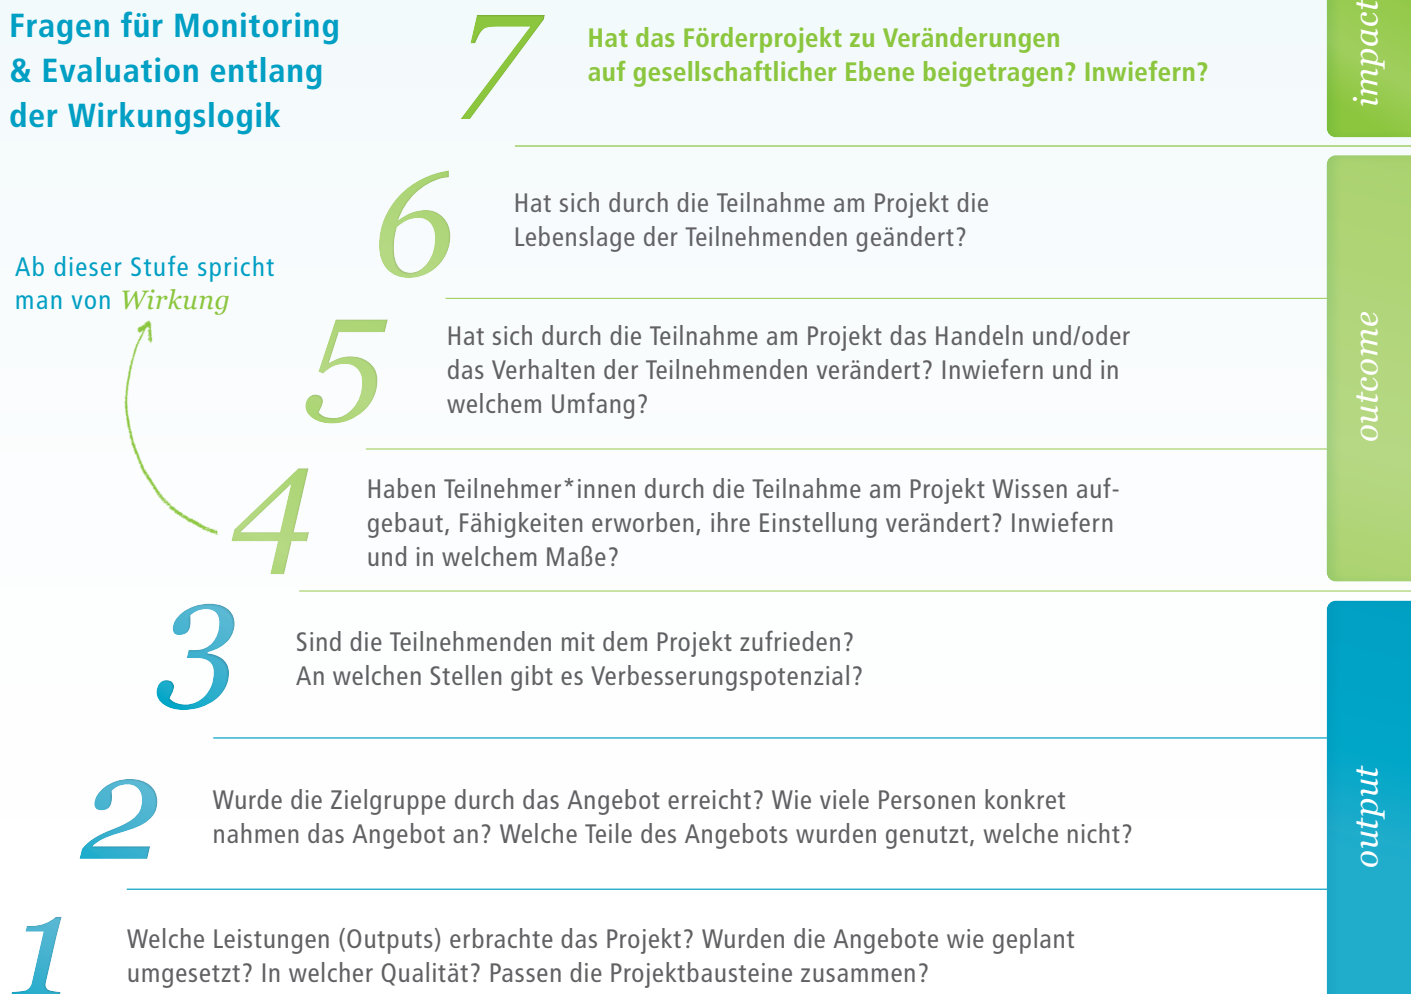 Fragen für Monitoring
& Evaluation entlang
der Wirkungslogik
7
Hat das Förderprojekt zu Veränderungen
auf gesellschaftlicher Ebene beigetragen? Inwiefern?
impact
6
Hat sich durch die Teilnahme am Projekt die
Lebenslage der Teilnehmenden geändert?
Ab dieser Stufe spricht
man von Wirkung
5
Hat sich durch die Teilnahme am Projekt das Handeln und/oder
das Verhalten der Teilnehmenden verändert? Inwiefern und in
welchem Umfang?
outcome
4
Haben Teilnehmer*innen durch die Teilnahme am Projekt Wissen auf-
gebaut, Fähigkeiten erworben, ihre Einstellung verändert? Inwiefern
und in welchem Maße?
3
Sind die Teilnehmenden mit dem Projekt zufrieden?
An welchen Stellen gibt es Verbesserungspotenzial?
2
Wurde die Zielgruppe durch das Angebot erreicht? Wie viele Personen konkret
nahmen das Angebot an? Welche Teile des Angebots wurden genutzt, welche nicht?
output
1
Welche Leistungen (Outputs) erbrachte das Projekt? Wurden die Angebote wie geplant
umgesetzt? In welcher Qualität? Passen die Projektbausteine zusammen?